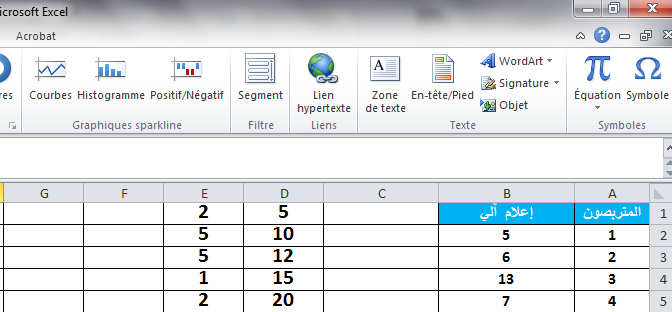 Microsoft Excel
Acrobat
Courbes Histogramme Positif/Négatif
Graphiques sparkline
Segment
Filtre
Lien hypertexte
Liens
Zone de texte
En-tête/Pied
WordArt
Signature
Objet
Texte
Équation
Symbole
Symboles
G F E D C B A
2 5 إعلام آلي المتربصون 1
5 10 5 1 2
5 12 6 2 3
1 15 13 3 4
2 20 7 4 5